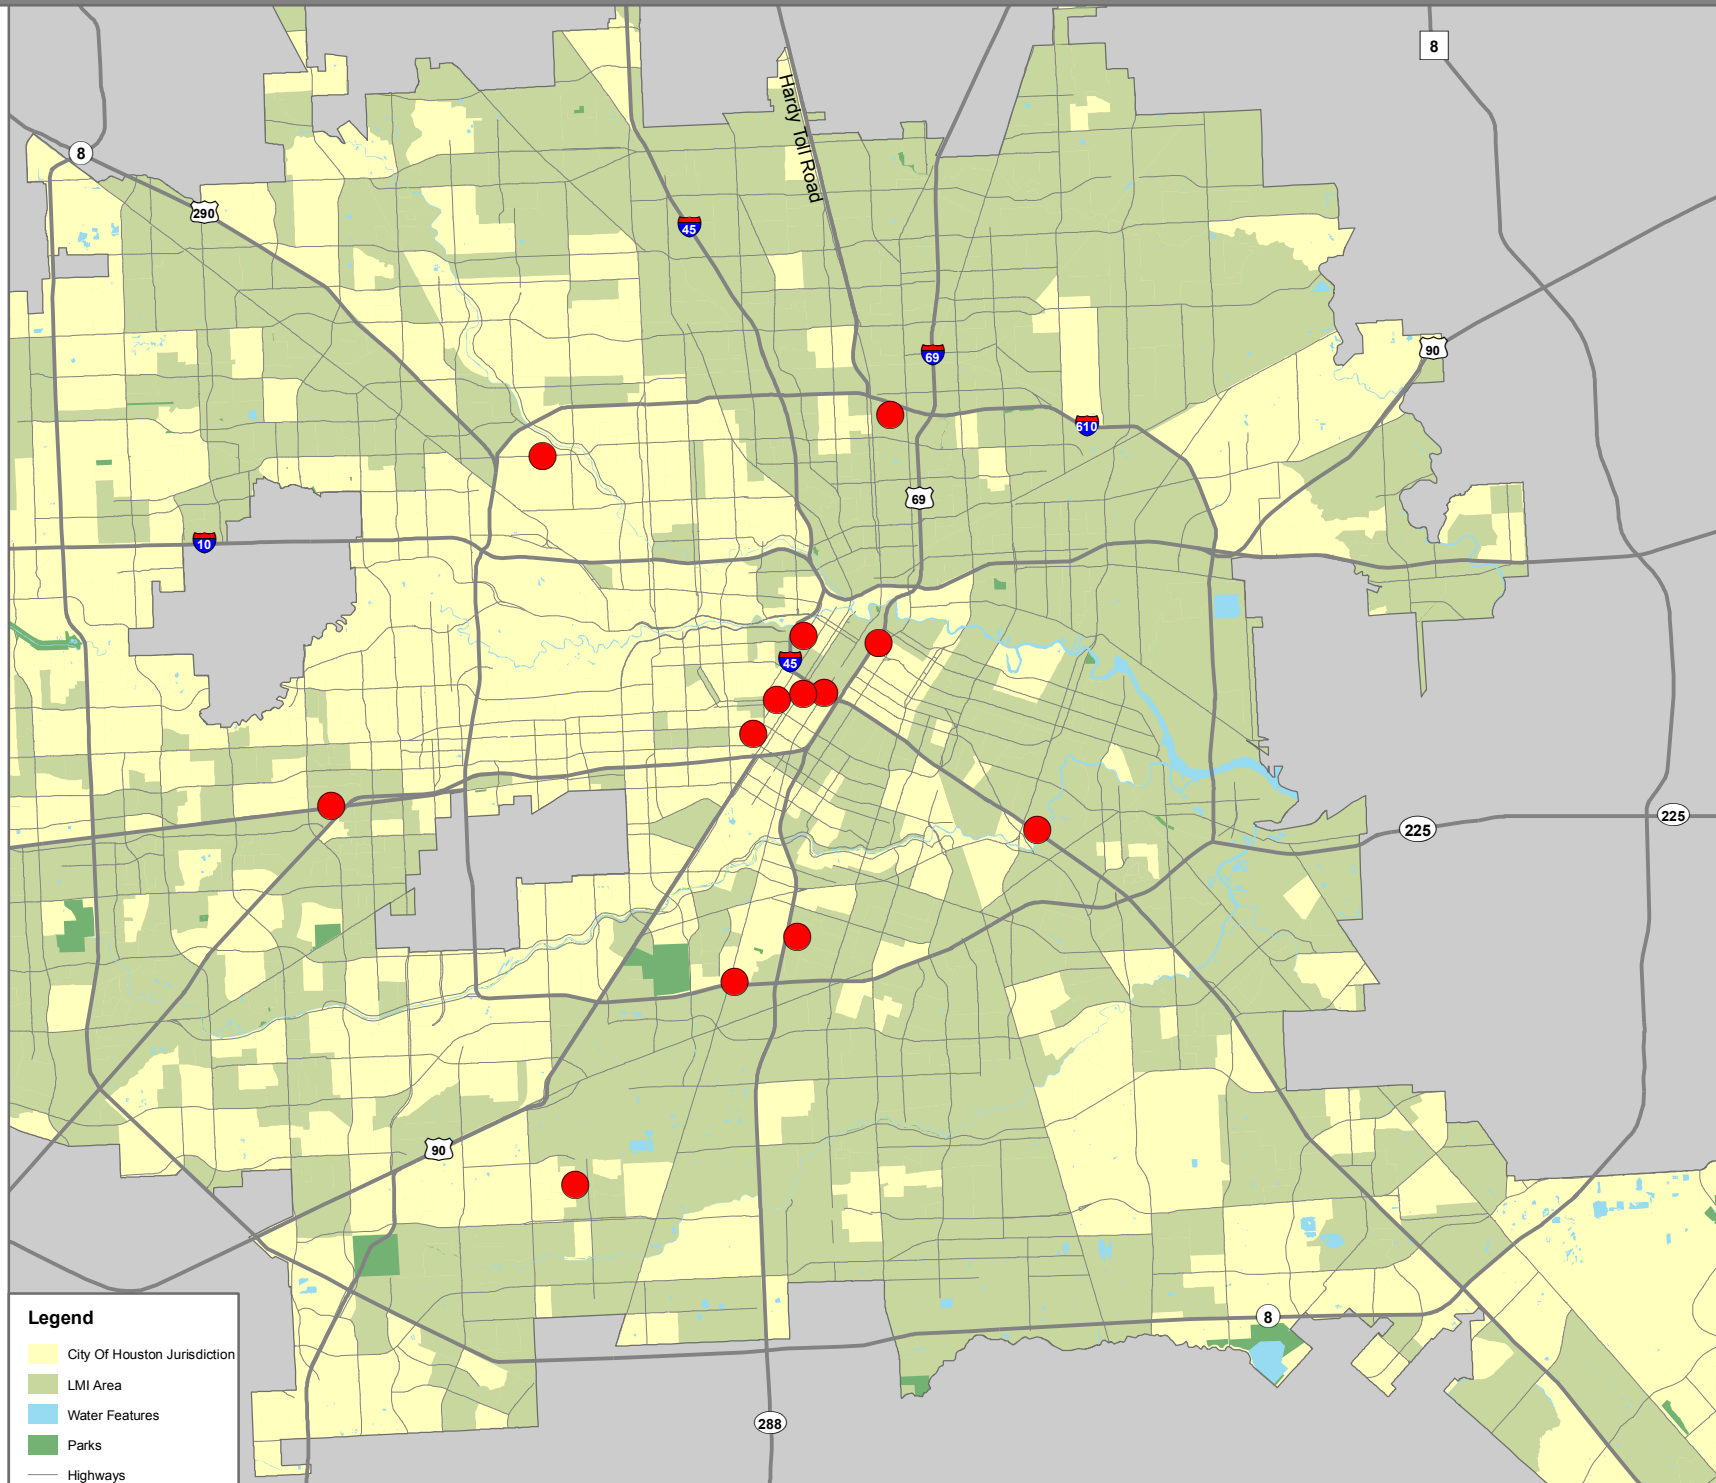 8
Hardy Toll Road
8
290
45
69
90
610
69
10
45
225
225
90
8
288
Legend
City Of Houston Jurisdiction
LMI Area
Water Features
Parks
Highways